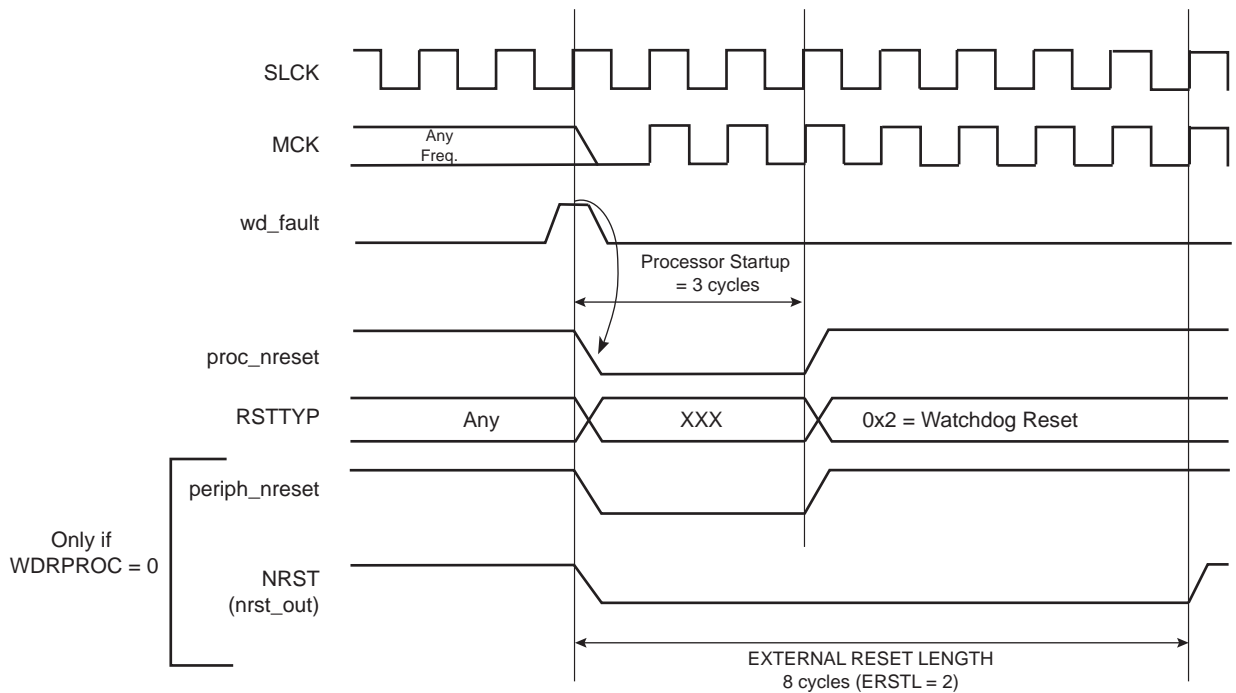 SLCK
MCK
Any
Freq.
wd_fault
Processor Startup
= 3 cycles
proc_nreset
RSTTYP
Any
XXX
0x2 = Watchdog Reset
periph_nreset
Only if
WDRPROC = 0
NRST
(nrst_out)
EXTERNAL RESET LENGTH
8 cycles (ERSTL = 2)